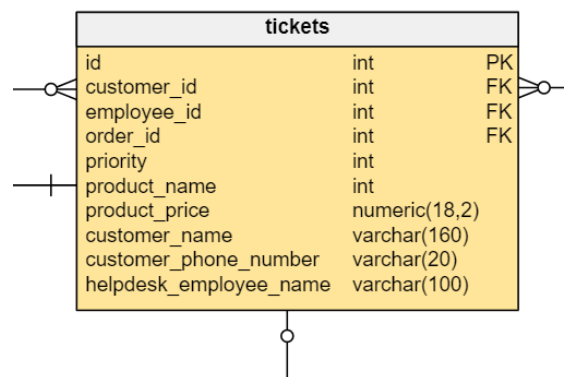 tickets
id int PK
customer_id int FK
employee_id int FK
order_id int FK
priority int
product_name int
product_price numeric(18,2)
customer_name varchar(160)
customer_phone_number varchar(20)
helpdesk_employee_name varchar(100)